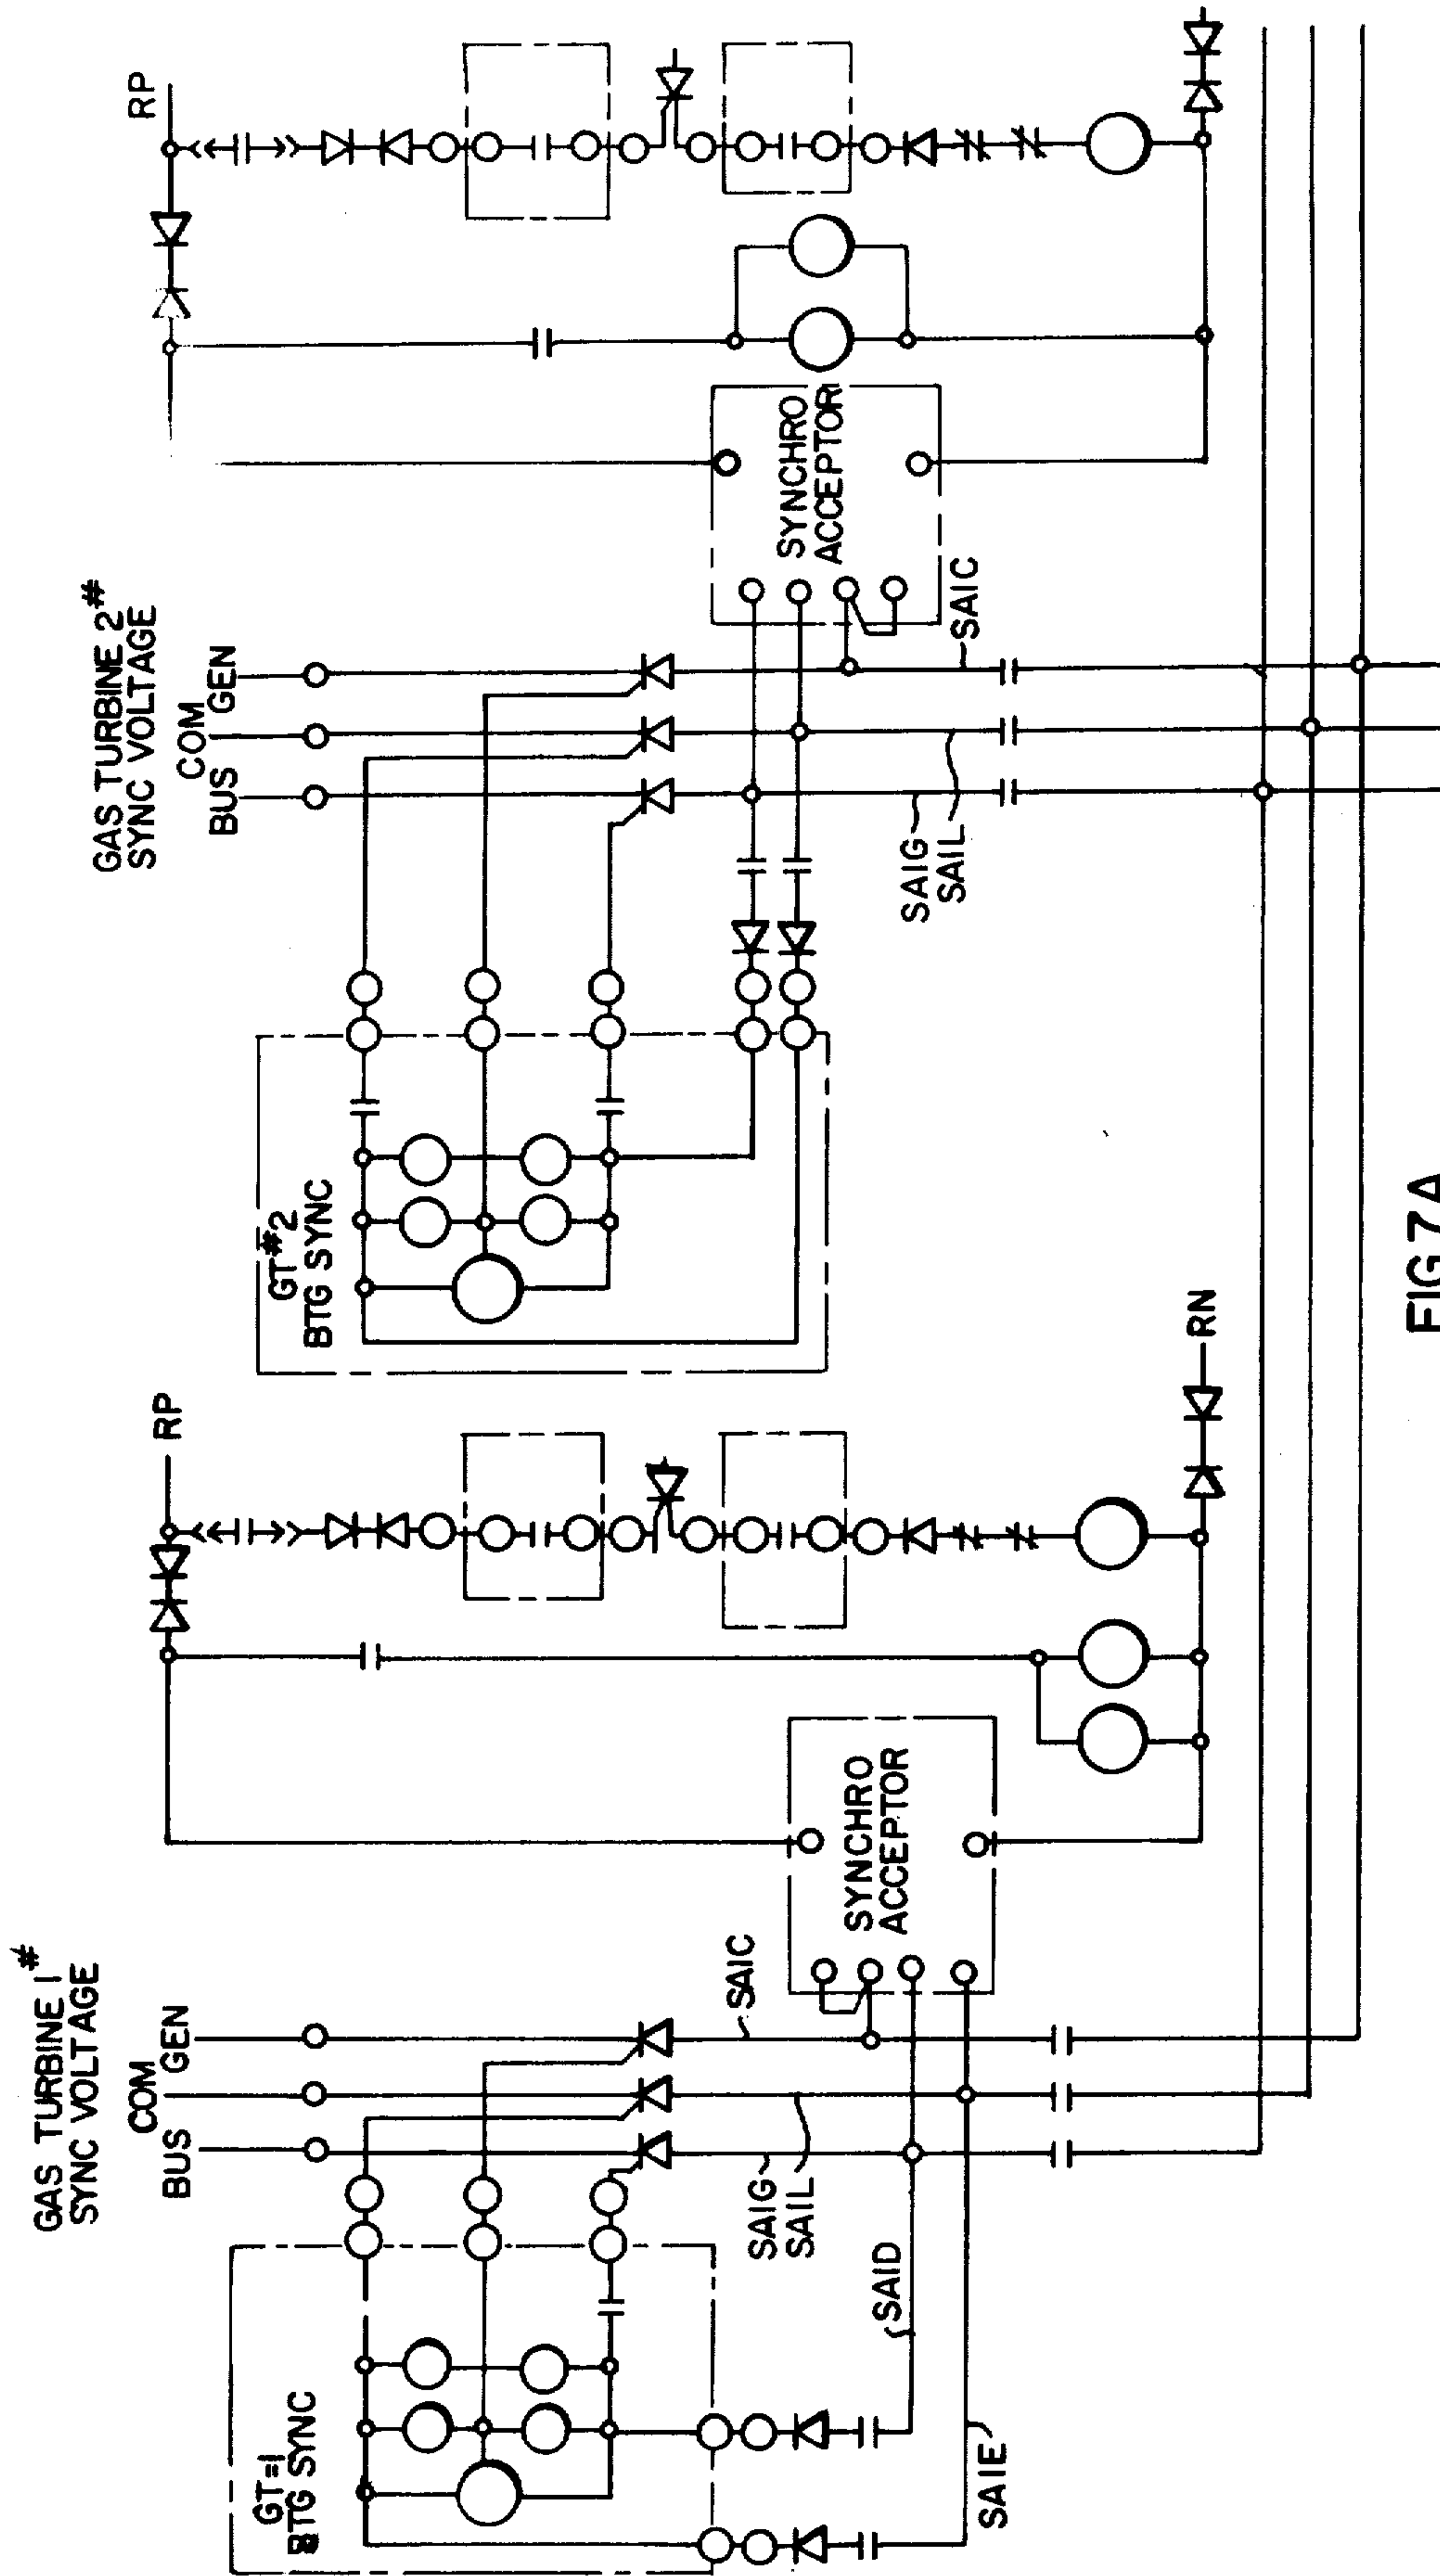 GAS TURBINE 1#
SYNC VOLTAGE
BUS
COM
GEN
GT=1
BTG SYNC
SAIG
SAIL
SAIC
SAID
SAIE
SYNCHRO
ACCEPTOR
RP
RN
GAS TURBINE 2#
SYNC VOLTAGE
BUS
COM
GEN
GT#2
BTG SYNC
SAIG
SAIL
SAIC
SYNCHRO
ACCEPTOR
RP
FIG 7A